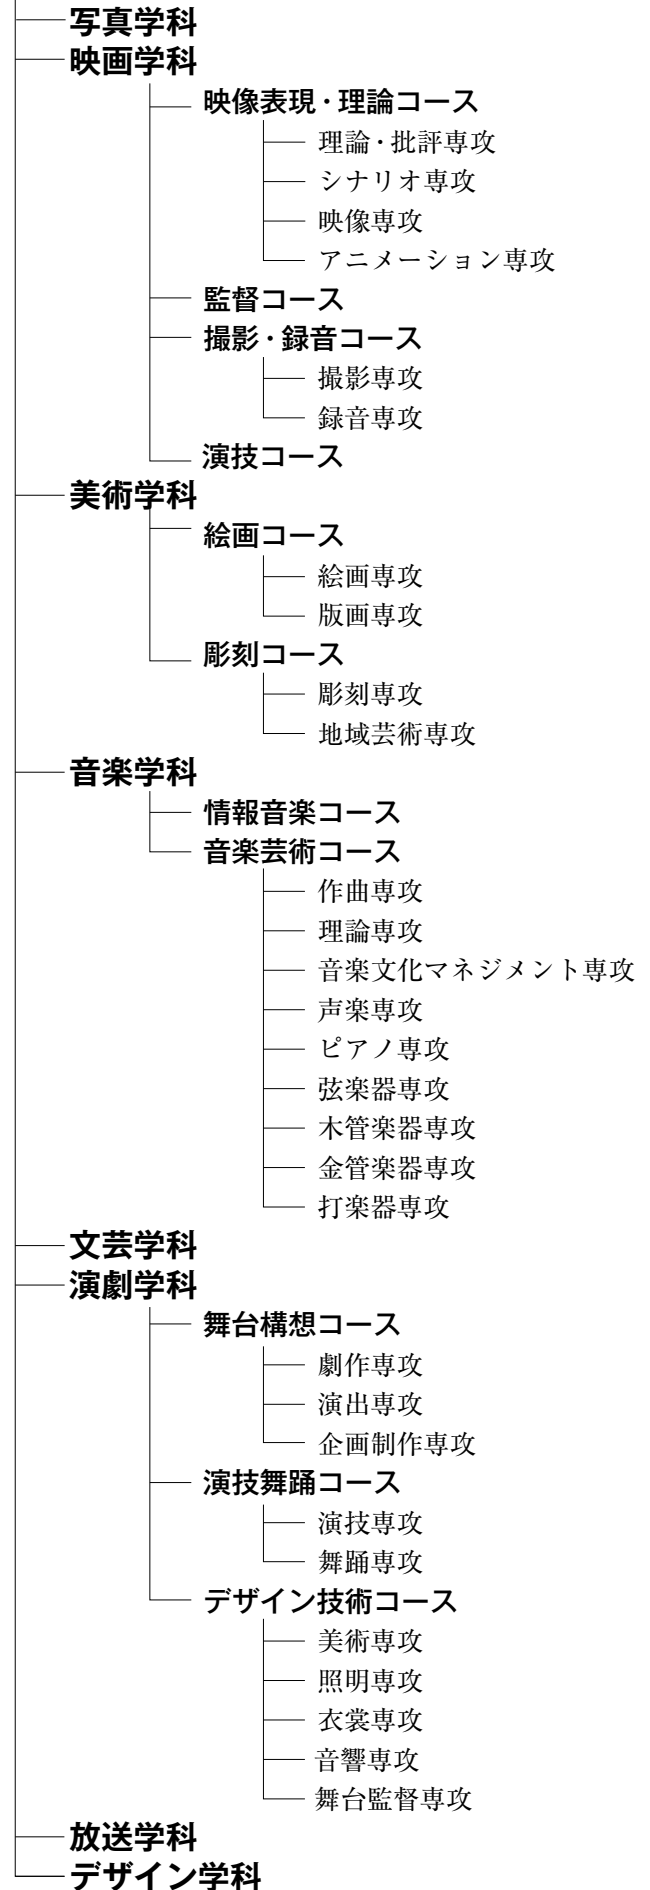 写真学科
映画学科
映像表現・理論コース
理論・批評専攻
シナリオ専攻
映像専攻
アニメーション専攻
監督コース
撮影・録音コース
撮影専攻
録音専攻
演技コース
美術学科
絵画コース
絵画専攻
版画専攻
彫刻コース
彫刻専攻
地域芸術専攻
音楽学科
情報音楽コース
音楽芸術コース
作曲専攻
理論専攻
音楽文化マネジメント専攻
声楽専攻
ピアノ専攻
弦楽器専攻
木管楽器専攻
金管楽器専攻
打楽器専攻
文芸学科
演劇学科
舞台構想コース
劇作専攻
演出専攻
企画制作専攻
演技舞踊コース
演技専攻
舞踊専攻
デザイン技術コース
美術専攻
照明専攻
衣裳専攻
音響専攻
舞台監督専攻
放送学科
デザイン学科